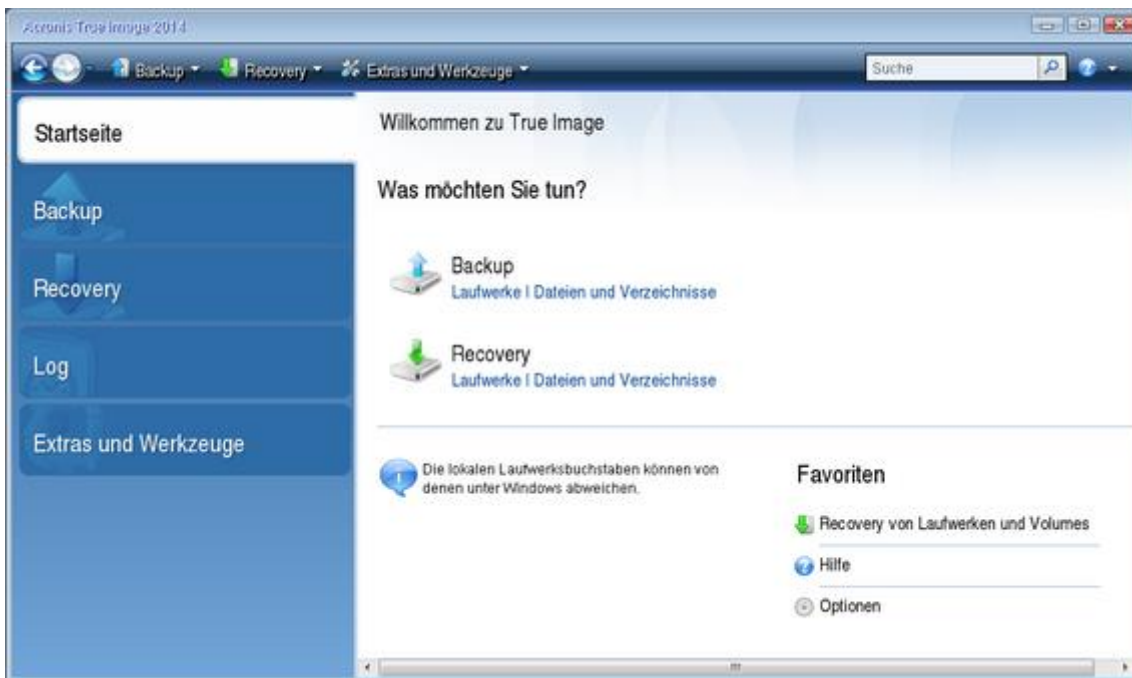 Acronis True Image 2014
Backup Recovery Extras und Werkzeuge Suche
Startseite
Backup
Recovery
Log
Extras und Werkzeuge
Willkommen zu True Image
Was möchten Sie tun?
Backup
Laufwerke | Dateien und Verzeichnisse
Recovery
Laufwerke | Dateien und Verzeichnisse
Die lokalen Laufwerksbuchstaben können von
denen unter Windows abweichen.
Favoriten
Recovery von Laufwerken und Volumes
Hilfe
Optionen